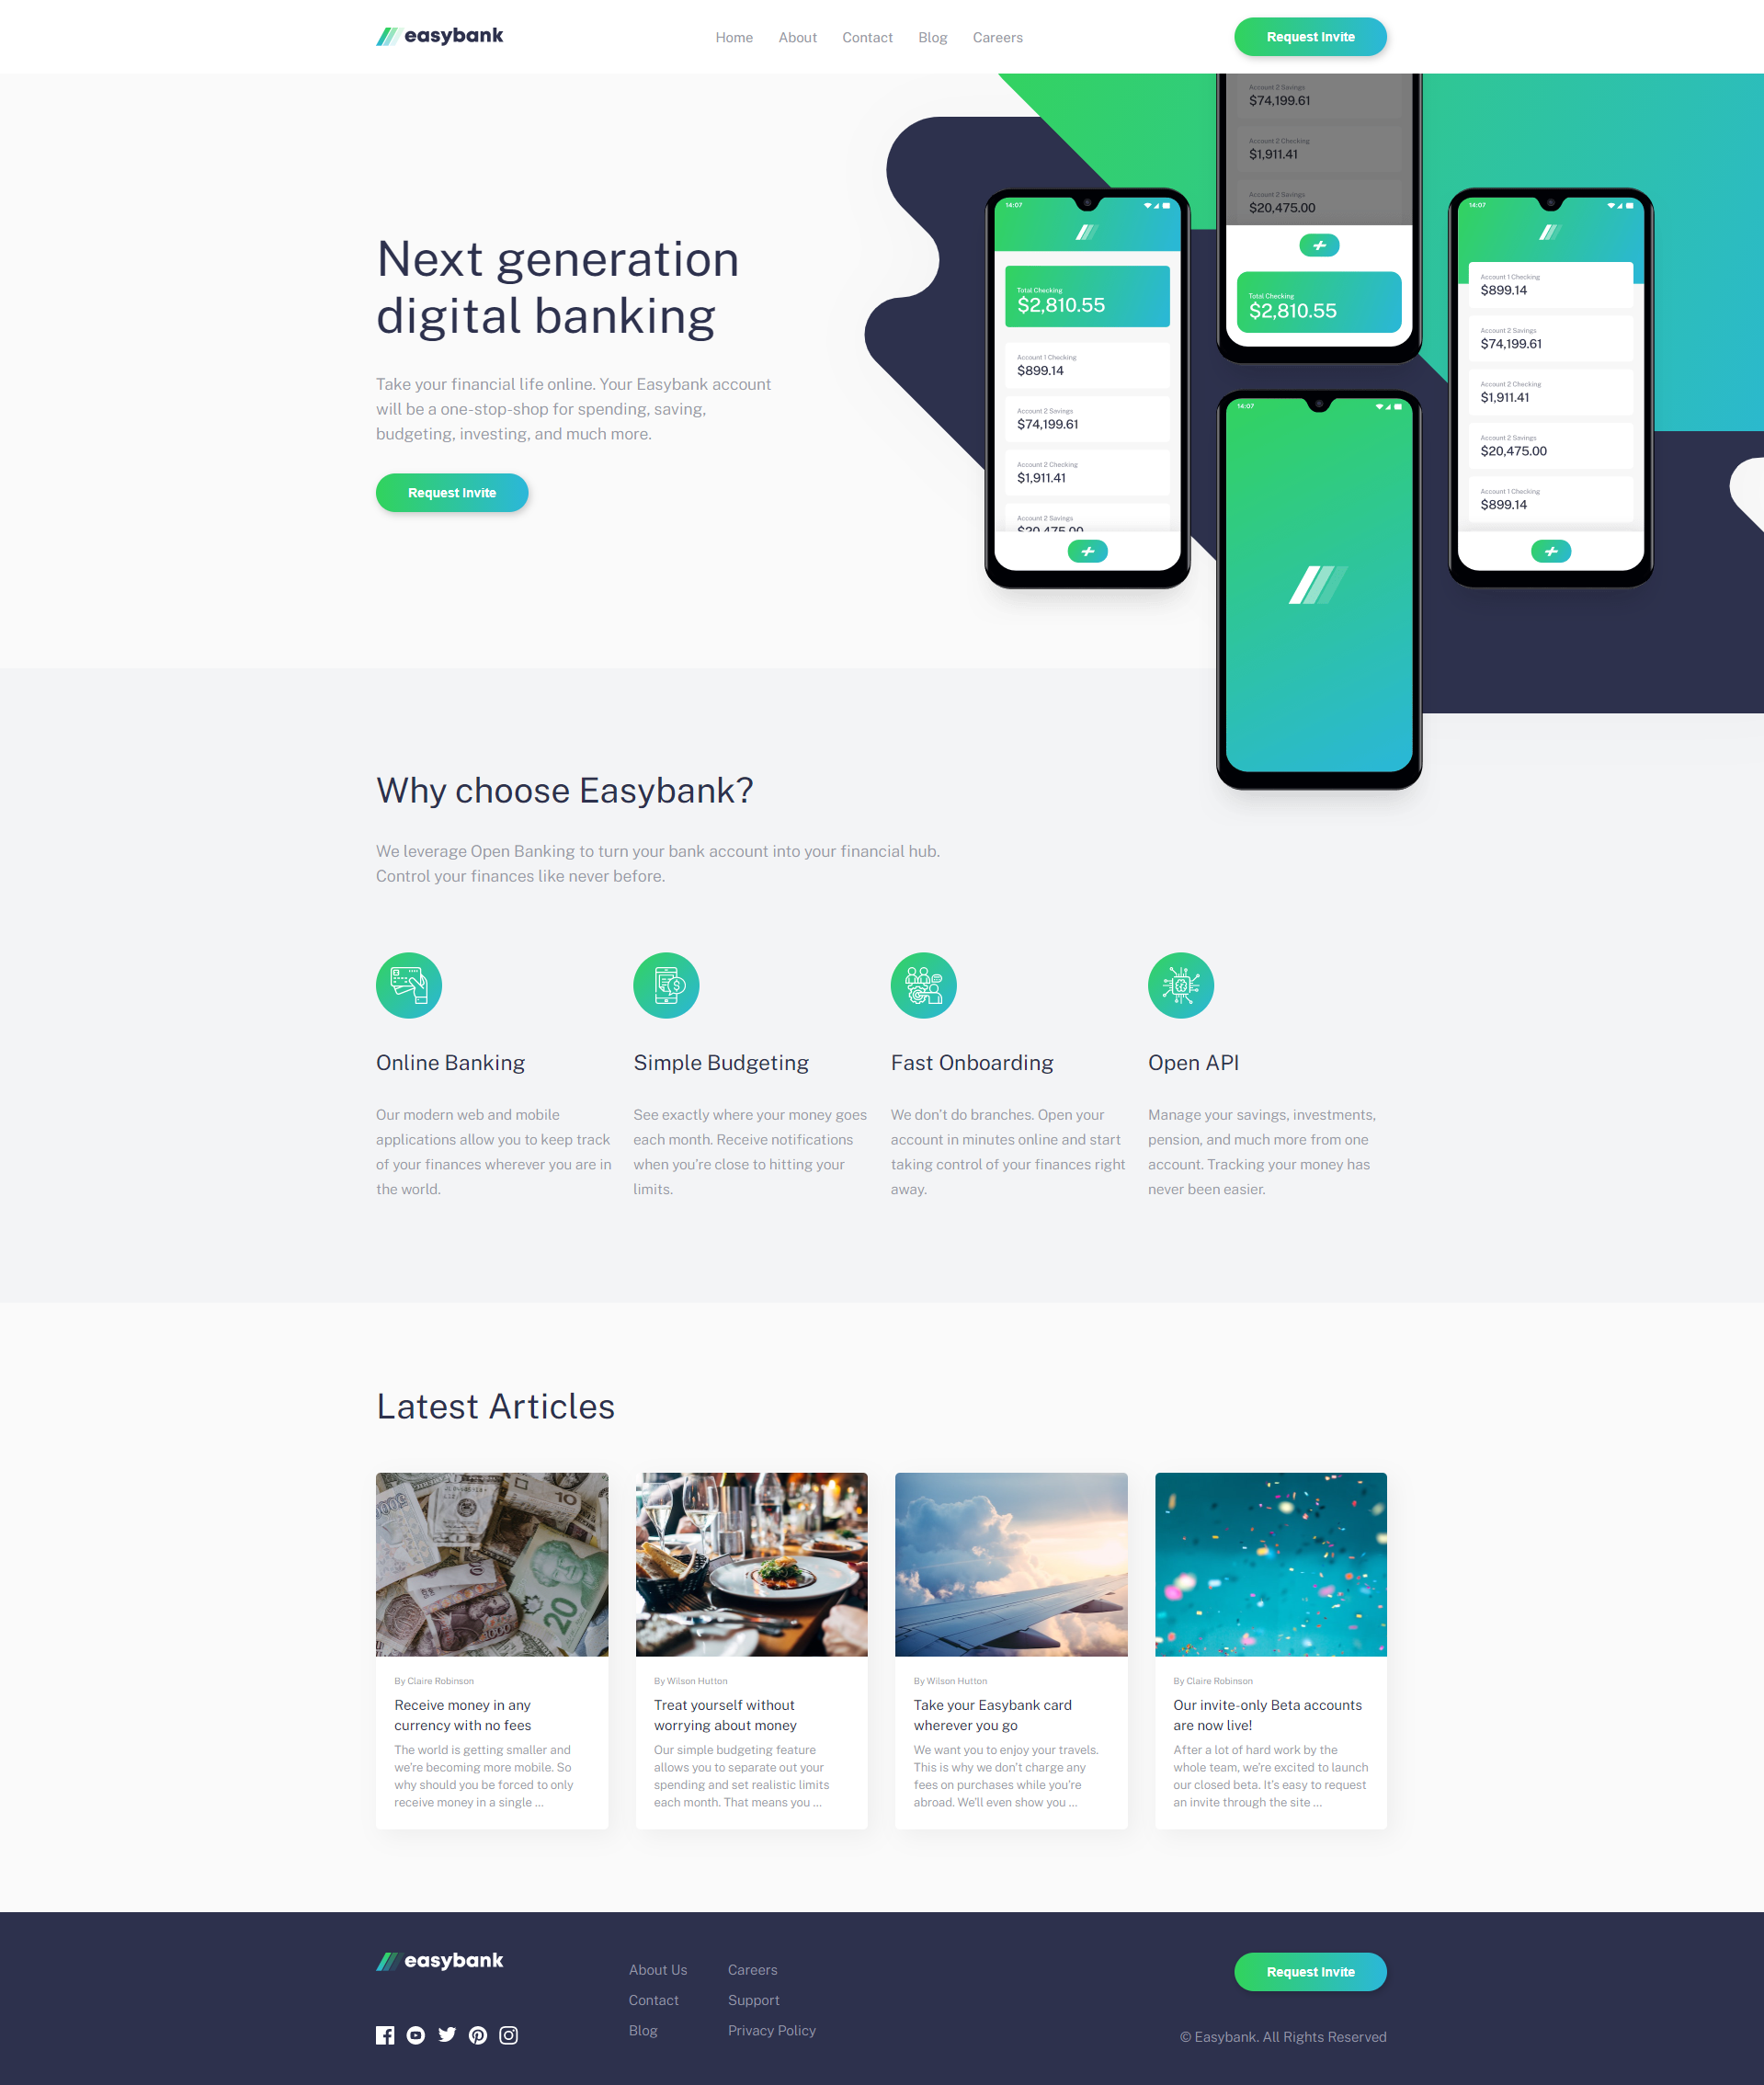 easybank
Home
About
Contact
Blog
Careers
Request Invite
Account 2 Savings
$74,199.61
Account 2 Checking
$1,911.41
Account 2 Savings
$20,475.00
Total Checking
$2,810.55
14:07
Total Checking
$2,810.55
Account 1 Checking
$899.14
Account 2 Savings
$74,199.61
Account 2 Checking
$1,911.41
Account 2 Savings
$20,475.00
14:07
Account 1 Checking
$899.14
Account 2 Savings
$74,199.61
Account 2 Checking
$1,911.41
Account 2 Savings
$20,475.00
Account 1 Checking
$899.14
14:07
Next generation
digital banking
Take your financial life online. Your Easybank account
will be a one-stop-shop for spending, saving,
budgeting, investing, and much more.
Request Invite
Why choose Easybank?
We leverage Open Banking to turn your bank account into your financial hub.
Control your finances like never before.
Online Banking
Our modern web and mobile
applications allow you to keep track
of your finances wherever you are in
the world.
Simple Budgeting
See exactly where your money goes
each month. Receive notifications
when you're close to hitting your
limits.
Fast Onboarding
We don't do branches. Open your
account in minutes online and start
taking control of your finances right
away.
Open API
Manage your savings, investments,
pension, and much more from one
account. Tracking your money has
never been easier.
Latest Articles
10
20
1000
By Claire Robinson
Receive money in any
currency with no fees
The world is getting smaller and
we're becoming more mobile. So
why should you be forced to only
receive money in a single ...
By Wilson Hutton
Treat yourself without
worrying about money
Our simple budgeting feature
allows you to separate out your
spending and set realistic limits
each month. That means you ...
By Wilson Hutton
Take your Easybank card
wherever you go
We want you to enjoy your travels.
This is why we don't charge any
fees on purchases while you're
abroad. We'll even show you ...
By Claire Robinson
Our invite-only Beta accounts
are now live!
After a lot of hard work by the
whole team, we're excited to launch
our closed beta. It's easy to request
an invite through the site ...
easybank
About Us
Contact
Blog
Careers
Support
Privacy Policy
Request Invite
© Easybank. All Rights Reserved